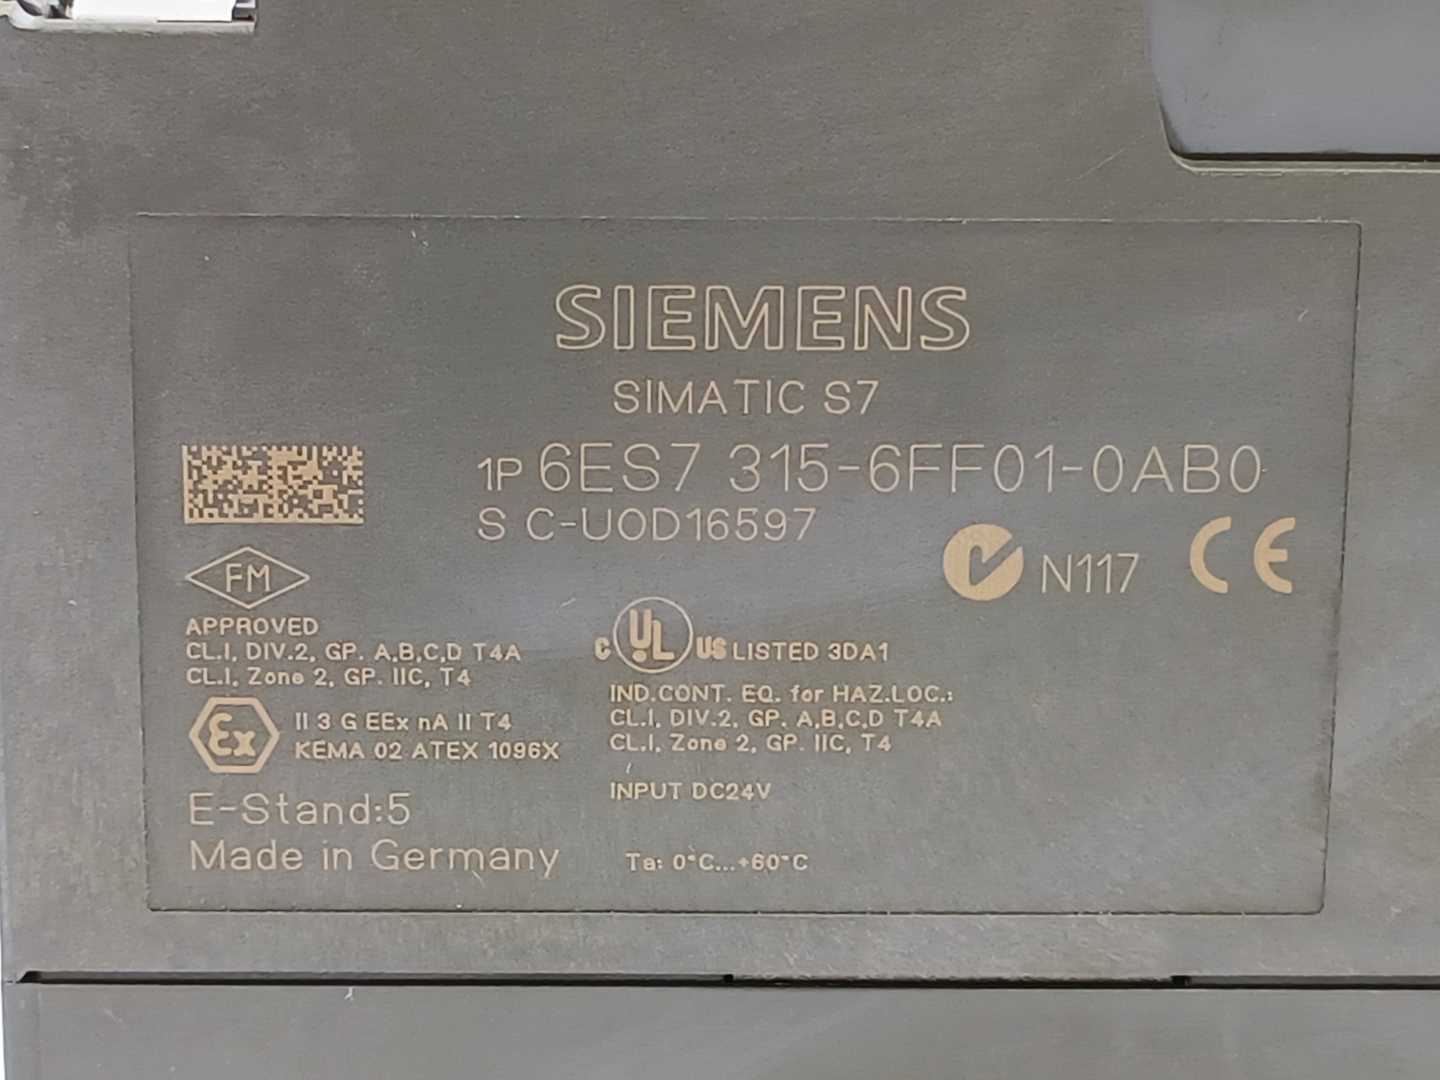 SIEMENS
SIMATIC S7
1P 6ES7 315-6FF01-0AB0
S C-U0D16597
N117 CE
FM
APPROVED
CL.I, DIV.2, GP. A,B,C,D T4A
CL.I, Zone 2, GP. IIC, T4
Ex II 3 G EEx nA II T4
KEMA 02 ATEX 1096X
E-Stand:5
Made in Germany
C UL US LISTED 3DA1
IND.CONT. EQ. for HAZ.LOC.:
CL.I, DIV.2, GP. A,B,C,D T4A
CL.I, Zone 2, GP. IIC, T4
INPUT DC24V
Ta: 0°C...+60°C